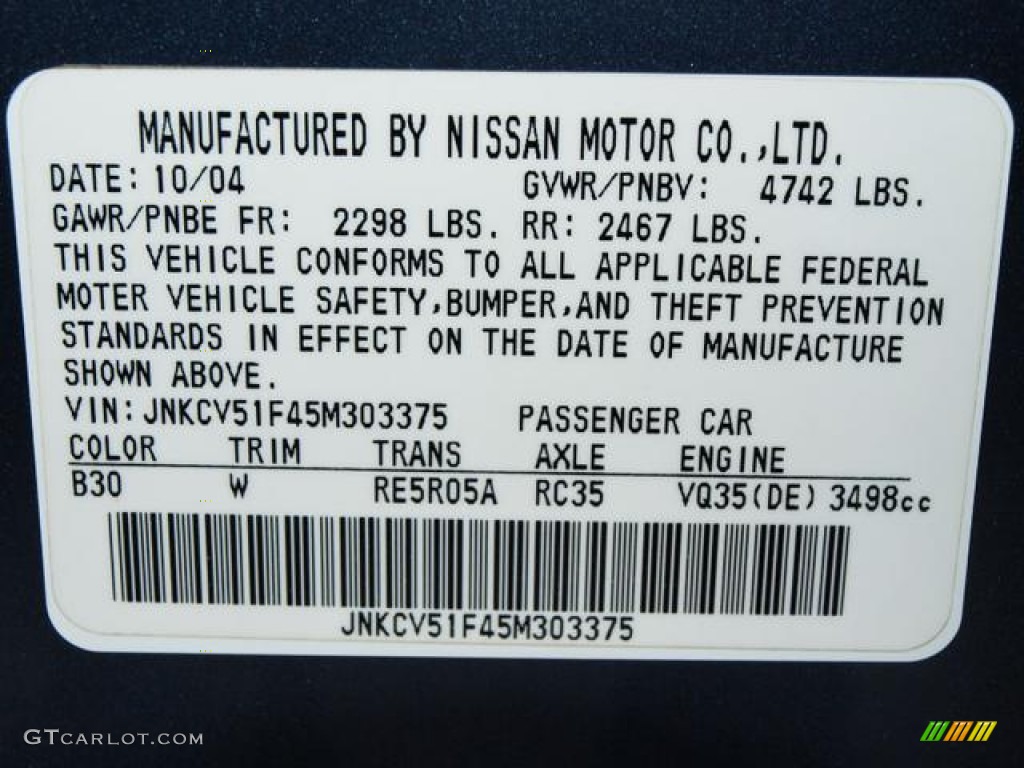 MANUFACTURED BY NISSAN MOTOR CO.,LTD.
DATE: 10/04 GVWR/PNBV: 4742 LBS.
GAWR/PNBE FR: 2298 LBS. RR: 2467 LBS.
THIS VEHICLE CONFORMS TO ALL APPLICABLE FEDERAL
MOTER VEHICLE SAFETY,BUMPER,AND THEFT PREVENTION
STANDARDS IN EFFECT ON THE DATE OF MANUFACTURE
SHOWN ABOVE.
VIN:JNKCV51F45M303375 PASSENGER CAR
COLOR TRIM TRANS AXLE ENGINE
B30 W RE5R05A RC35 VQ35(DE) 3498cc
JNKCV51F45M303375
GTCARLOT.COM